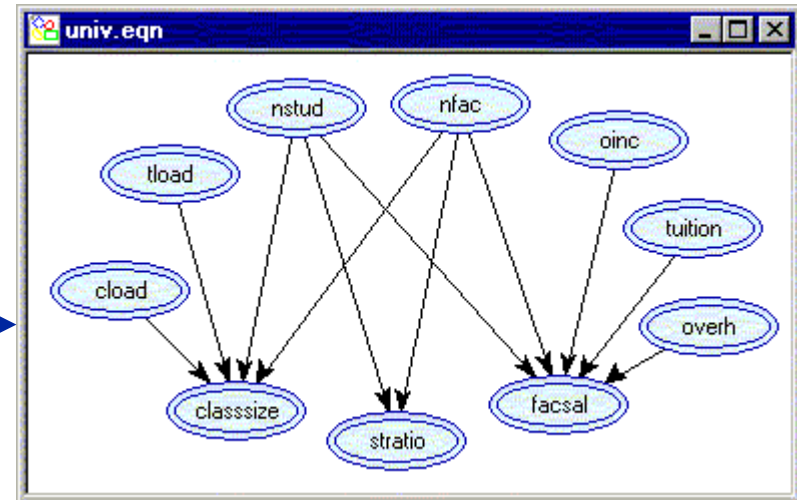 univ.eqn
nstud
nfac
oinc
tload
tuition
cload
overh
classsize
stratio
facsal